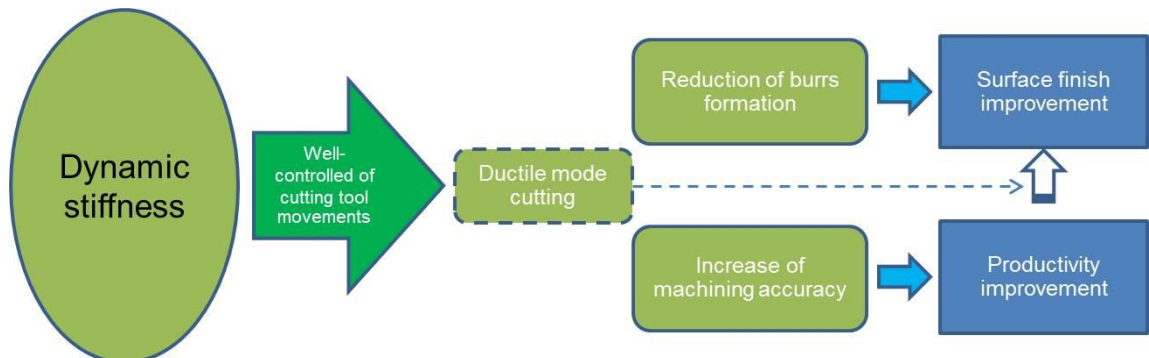 Dynamic
stiffness
Well-
controlled of
cutting tool
movements
Ductile mode
cutting
Reduction of burrs
formation
Surface finish
improvement
Increase of
machining accuracy
Productivity
improvement